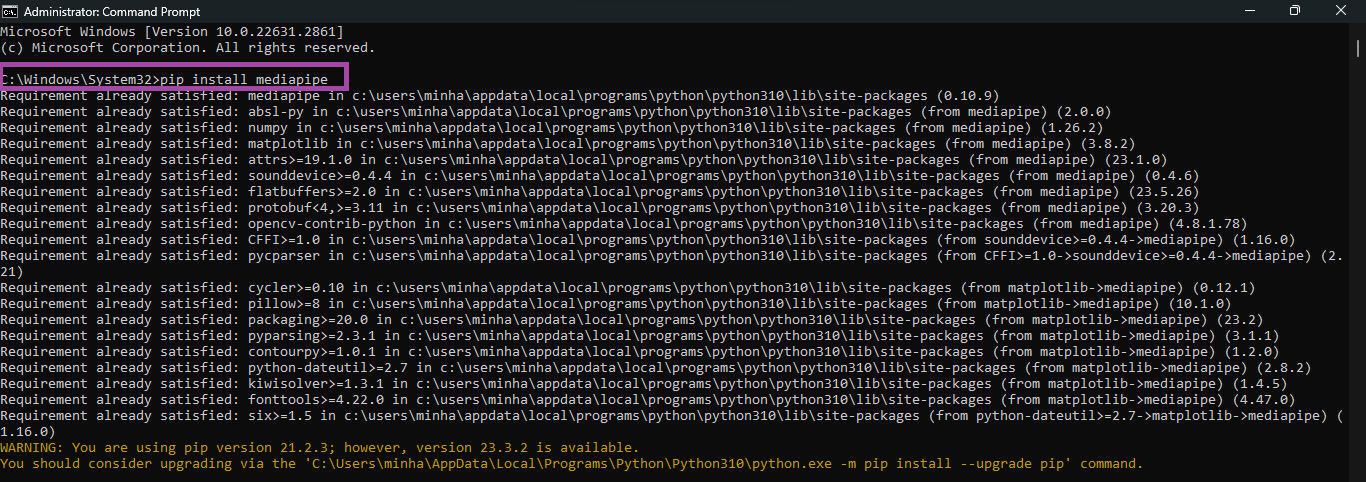 Administrator: Command Prompt
Microsoft Windows [Version 10.0.22631.2861]
(c) Microsoft Corporation. All rights reserved.
C:\Windows\System32>pip install mediapipe
Requirement already satisfied: mediapipe in c:\users\minha\appdata\local\programs\python\python310\lib\site-packages (0.10.9)
Requirement already satisfied: absl-py in c:\users\minha\appdata\local\programs\python\python310\lib\site-packages (from mediapipe) (2.0.0)
Requirement already satisfied: numpy in c:\users\minha\appdata\local\programs\python\python310\lib\site-packages (from mediapipe) (1.26.2)
Requirement already satisfied: matplotlib in c:\users\minha\appdata\local\programs\python\python310\lib\site-packages (from mediapipe) (3.8.2)
Requirement already satisfied: attrs>=19.1.0 in c:\users\minha\appdata\local\programs\python\python310\lib\site-packages (from mediapipe) (23.1.0)
Requirement already satisfied: sounddevice>=0.4.4 in c:\users\minha\appdata\local\programs\python\python310\lib\site-packages (from mediapipe) (0.4.6)
Requirement already satisfied: flatbuffers>=2.0 in c:\users\minha\appdata\local\programs\python\python310\lib\site-packages (from mediapipe) (23.5.26)
Requirement already satisfied: protobuf<4,>=3.11 in c:\users\minha\appdata\local\programs\python\python310\lib\site-packages (from mediapipe) (3.20.3)
Requirement already satisfied: opencv-contrib-python in c:\users\minha\appdata\local\programs\python\python310\lib\site-packages (from mediapipe) (4.8.1.78)
Requirement already satisfied: CFFI>=1.0 in c:\users\minha\appdata\local\programs\python\python310\lib\site-packages (from sounddevice>=0.4.4->mediapipe) (1.16.0)
Requirement already satisfied: pycparser in c:\users\minha\appdata\local\programs\python\python310\lib\site-packages (from CFFI>=1.0->sounddevice>=0.4.4->mediapipe) (2.
21)
Requirement already satisfied: cycler>=0.10 in c:\users\minha\appdata\local\programs\python\python310\lib\site-packages (from matplotlib->mediapipe) (0.12.1)
Requirement already satisfied: pillow>=8 in c:\users\minha\appdata\local\programs\python\python310\lib\site-packages (from matplotlib->mediapipe) (10.1.0)
Requirement already satisfied: packaging>=20.0 in c:\users\minha\appdata\local\programs\python\python310\lib\site-packages (from matplotlib->mediapipe) (23.2)
Requirement already satisfied: pyparsing>=2.3.1 in c:\users\minha\appdata\local\programs\python\python310\lib\site-packages (from matplotlib->mediapipe) (3.1.1)
Requirement already satisfied: contourpy>=1.0.1 in c:\users\minha\appdata\local\programs\python\python310\lib\site-packages (from matplotlib->mediapipe) (1.2.0)
Requirement already satisfied: python-dateutil>=2.7 in c:\users\minha\appdata\local\programs\python\python310\lib\site-packages (from matplotlib->mediapipe) (2.8.2)
Requirement already satisfied: kiwisolver>=1.3.1 in c:\users\minha\appdata\local\programs\python\python310\lib\site-packages (from matplotlib->mediapipe) (1.4.5)
Requirement already satisfied: fonttools>=4.22.0 in c:\users\minha\appdata\local\programs\python\python310\lib\site-packages (from matplotlib->mediapipe) (4.47.0)
Requirement already satisfied: six>=1.5 in c:\users\minha\appdata\local\programs\python\python310\lib\site-packages (from python-dateutil>=2.7->matplotlib->mediapipe) (
1.16.0)
WARNING: You are using pip version 21.2.3; however, version 23.3.2 is available.
You should consider upgrading via the 'C:\Users\minha\AppData\Local\Programs\Python\Python310\python.exe -m pip install --upgrade pip' command.